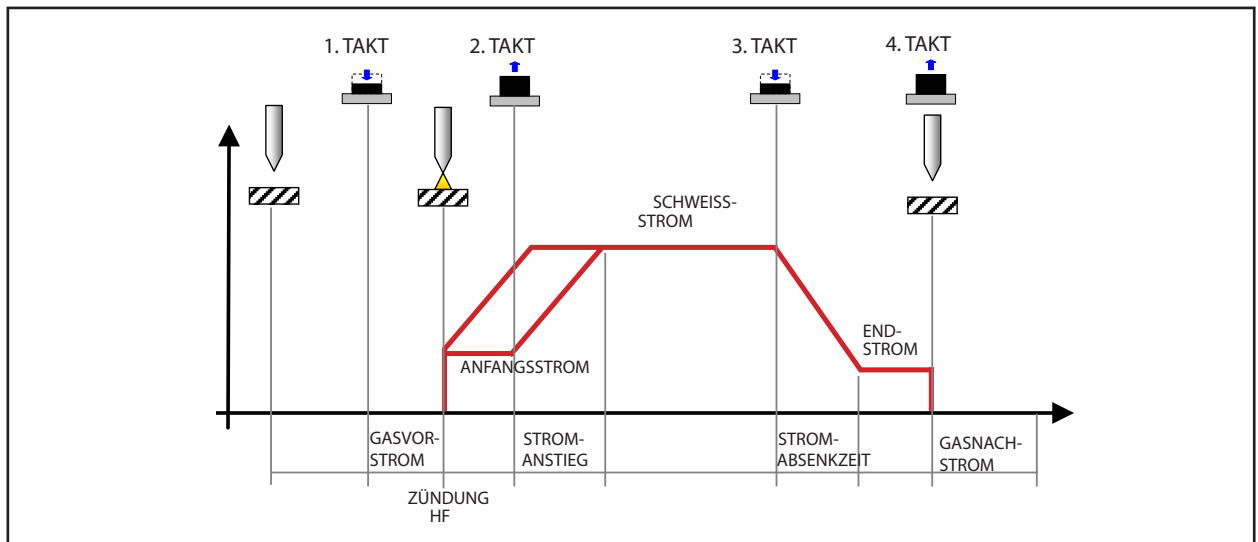 1. TAKT
2. TAKT
3. TAKT
4. TAKT
SCHWEISS-
STROM
END-
STROM
ANFANGSSTROM
GASVOR-
STROM
STROM-
ANSTIEG
STROM-
ABSENKZEIT
GASNACH-
STROM
ZÜNDUNG
HF